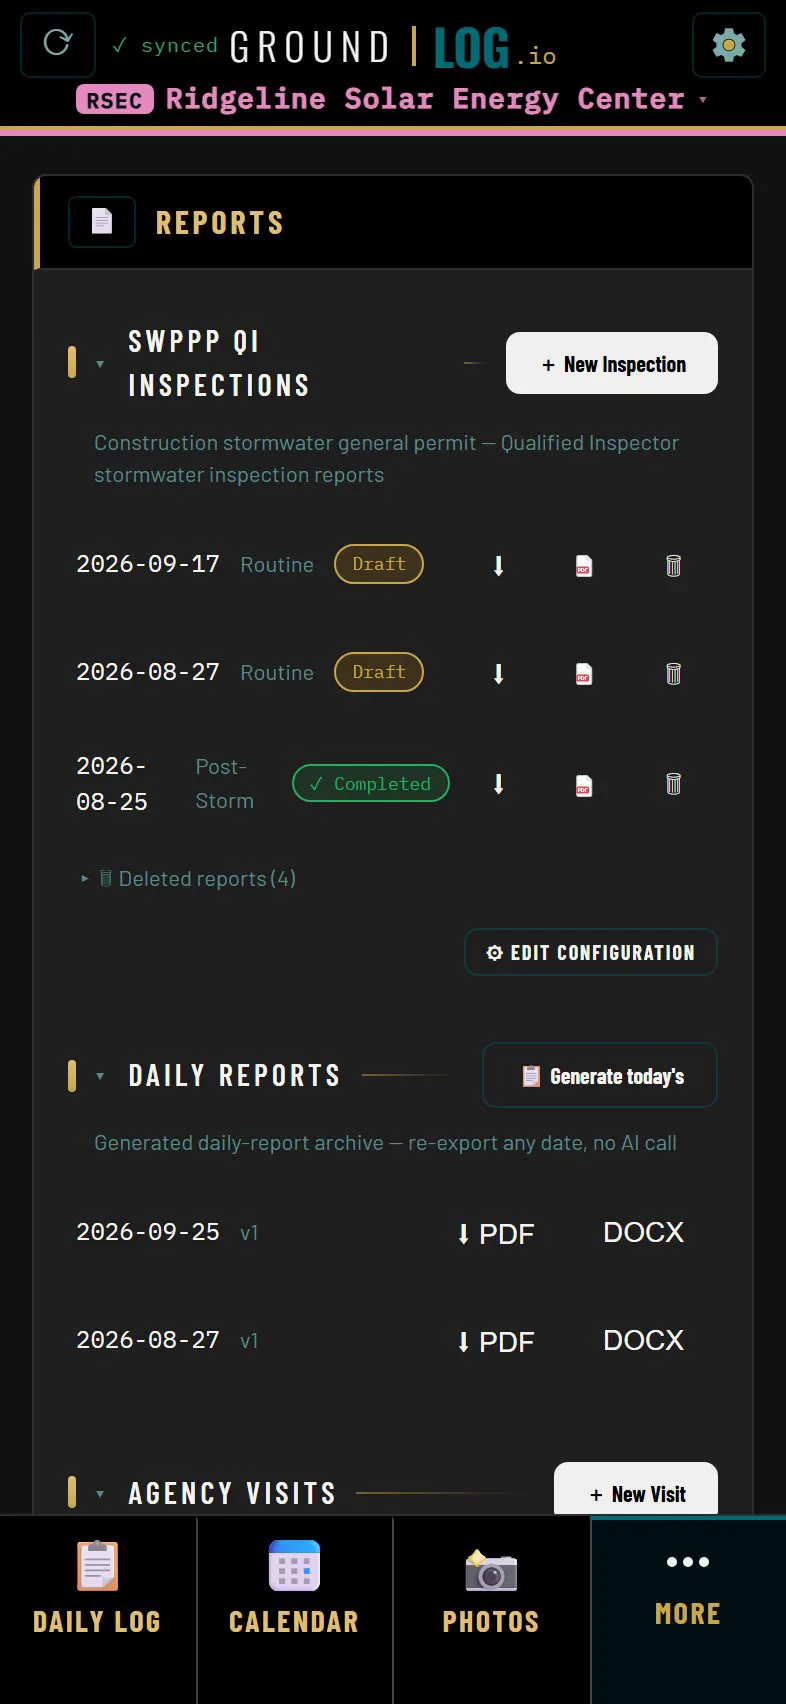 ✓ synced GROUND | LOG.io
RSEC Ridgeline Solar Energy Center ▾
REPORTS
SWPPP QI
INSPECTIONS
+ New Inspection
Construction stormwater general permit — Qualified Inspector
stormwater inspection reports
2026-09-17 Routine Draft
2026-08-27 Routine Draft
2026-
08-25
Post-
Storm
✓ Completed
Deleted reports (4)
EDIT CONFIGURATION
DAILY REPORTS
Generate today's
Generated daily-report archive — re-export any date, no AI call
2026-09-25 v1 ⬇ PDF DOCX
2026-08-27 v1 ⬇ PDF DOCX
AGENCY VISITS
+ New Visit
DAILY LOG
CALENDAR
PHOTOS
MORE